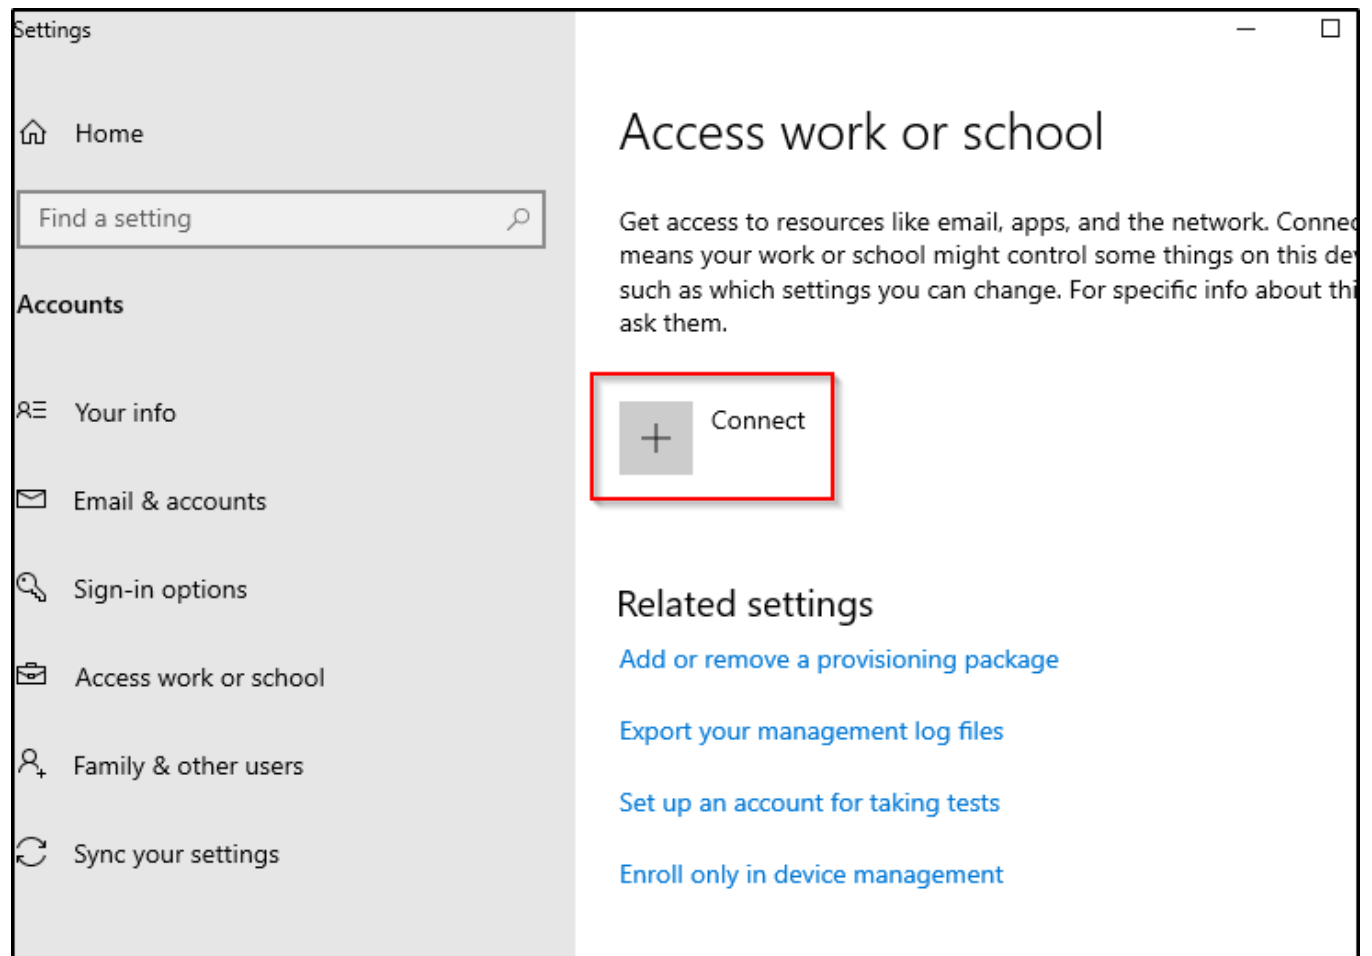 Settings
Home
Find a setting
Accounts
Your info
Email & accounts
Sign-in options
Access work or school
Family & other users
Sync your settings
Access work or school
Get access to resources like email, apps, and the network. Connec
means your work or school might control some things on this de
such as which settings you can change. For specific info about thi
ask them.
Connect
Related settings
Add or remove a provisioning package
Export your management log files
Set up an account for taking tests
Enroll only in device management